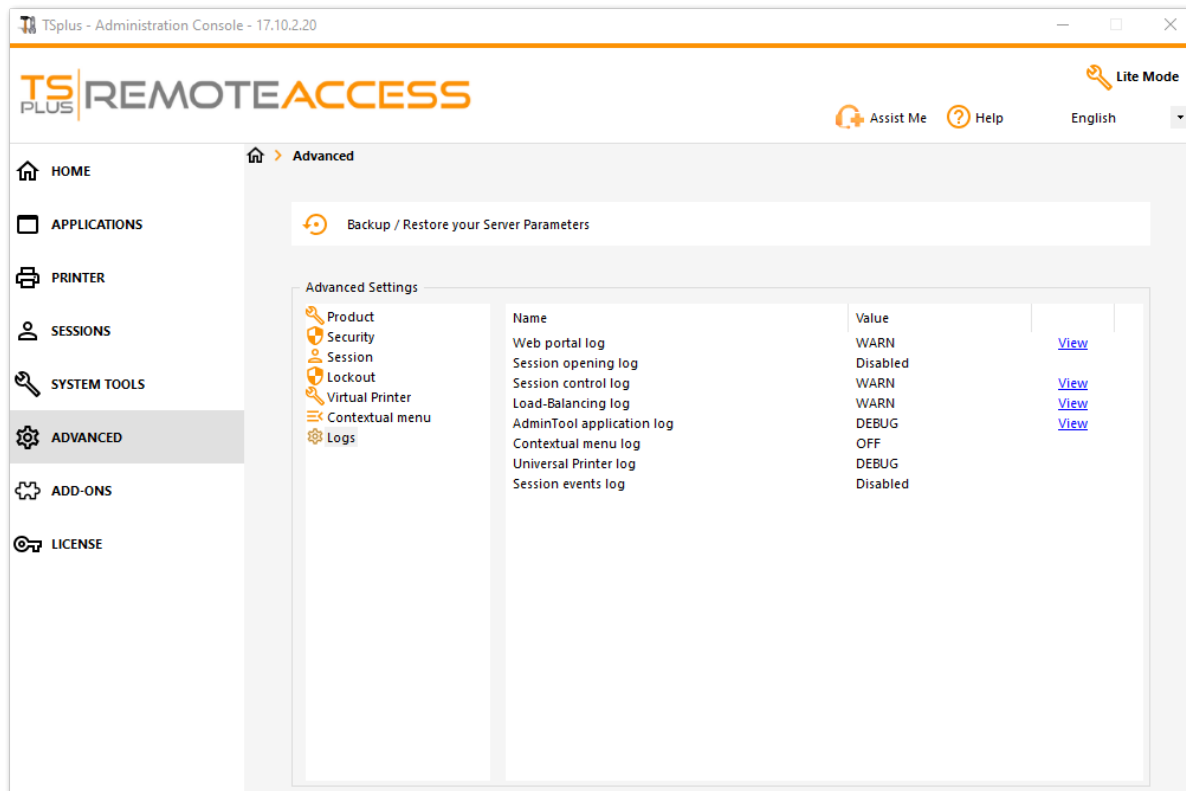 TSplus - Administration Console - 17.10.2.20
TS PLUS REMOTEACCESS
Lite Mode
Assist Me Help English
HOME
APPLICATIONS
PRINTER
SESSIONS
SYSTEM TOOLS
ADVANCED
ADD-ONS
LICENSE
Advanced
Backup / Restore your Server Parameters
Advanced Settings
Product
Security
Session
Lockout
Virtual Printer
Contextual menu
Logs
Name Value
Web portal log WARN View
Session opening log Disabled
Session control log WARN View
Load-Balancing log WARN View
AdminTool application log DEBUG View
Contextual menu log OFF
Universal Printer log DEBUG
Session events log Disabled